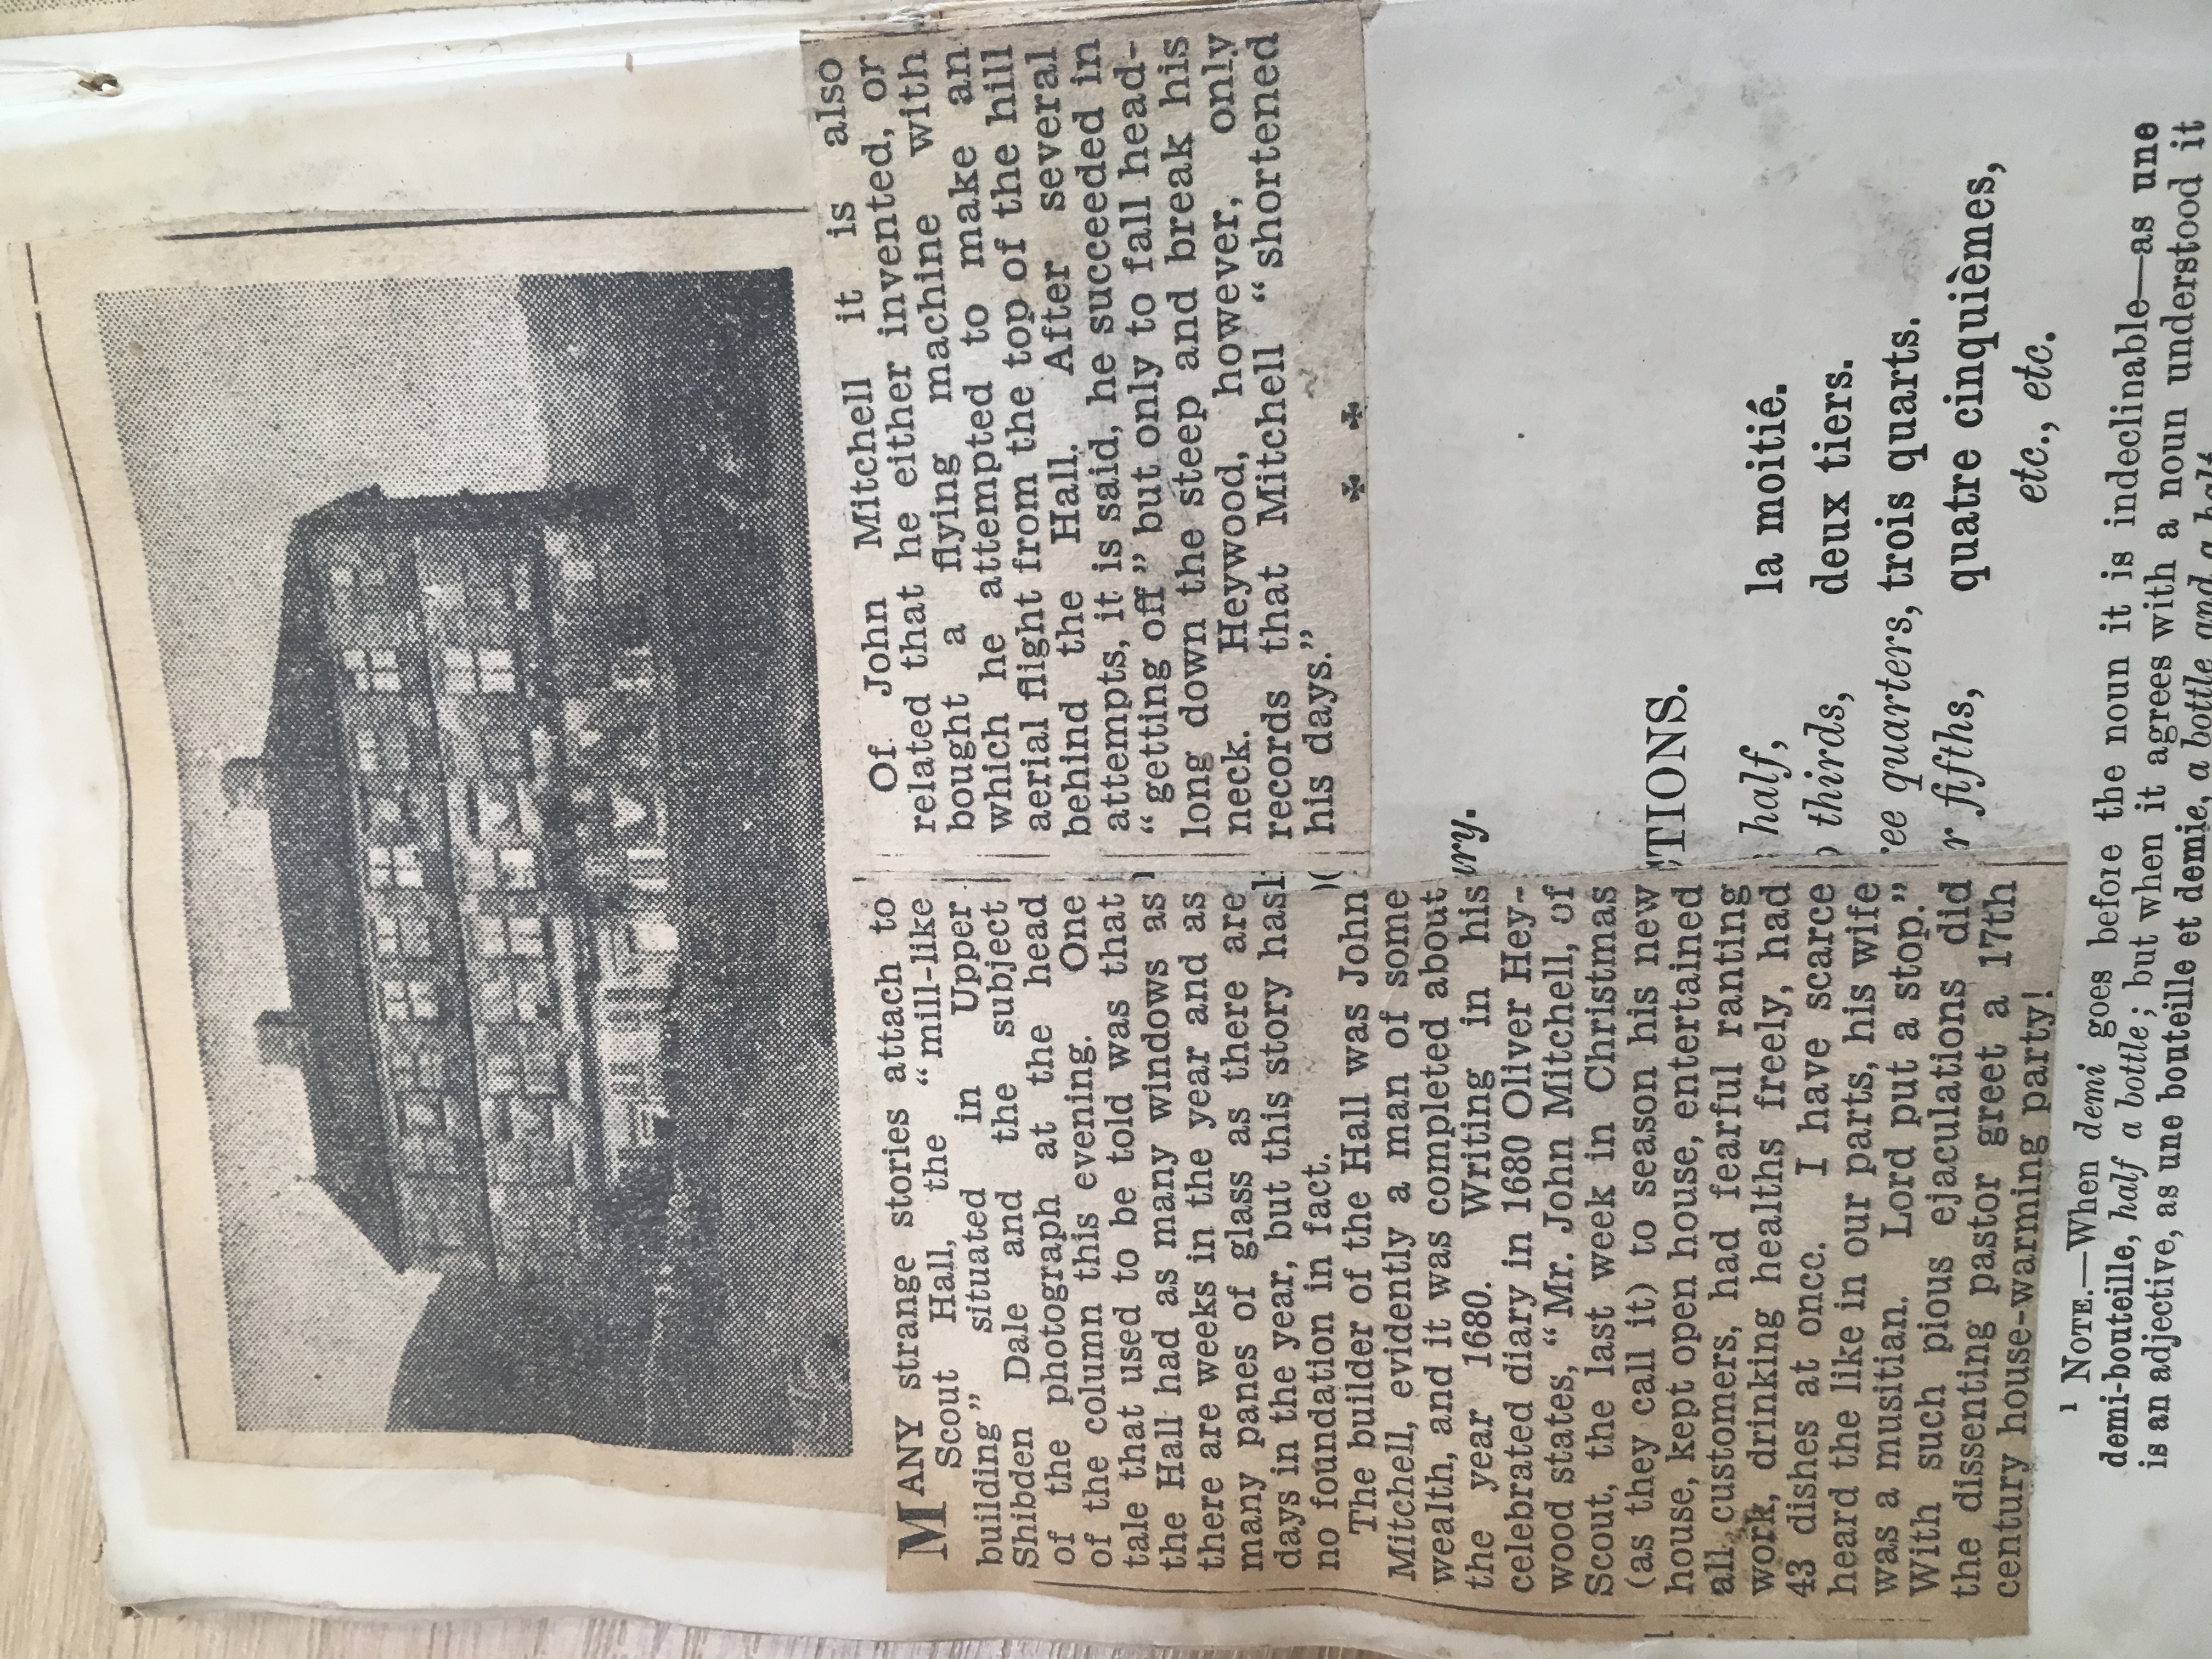 MANY strange stories attach to
Scout Hall, the "mill-like
building" situated in Upper
Shibden Dale and the subject
of the photograph at the head
of the column this evening. One
tale that used to be told was that
the Hall had as many windows as
there are weeks in the year and as
many panes of glass as there are
days in the year, but this story has
no foundation in fact.
The builder of the Hall was John
Mitchell, evidently a man of some
wealth, and it was completed about
the year 1680. Writing in his
celebrated diary in 1680 Oliver Hey-
wood states, "Mr. John Mitchell, of
Scout, the last week in Christmas
(as they call it) to season his new
house, kept open house, entertained
all customers, had fearful ranting
work, drinking healths freely, had
43 dishes at once. I have scarce
heard the like in our parts, his wife
was a musitian. Lord put a stop."
With such pious ejaculations did
the dissenting pastor greet a 17th
century house-warming party!
Of John Mitchell it is also
related that he either invented, or
bought a flying machine with
which he attempted to make an
aerial flight from the top of the hill
behind the Hall. After several
attempts, it is said, he succeeded in
"getting off" but only to fall head-
long down the steep and break his
neck. Heywood, however, only
records that Mitchell "shortened
his days."
ury.
TIONS.
half, la moitié.
thirds, deux tiers.
ee quarters, trois quarts.
r fifths, quatre cinquièmes,
etc., etc.
1 NOTE.—When demi goes before the noun it is indeclinable—as une
demi-bouteille, half a bottle; but when it agrees with a noun understood it
is an adjective, as une bouteille et demie, a bottle and a half